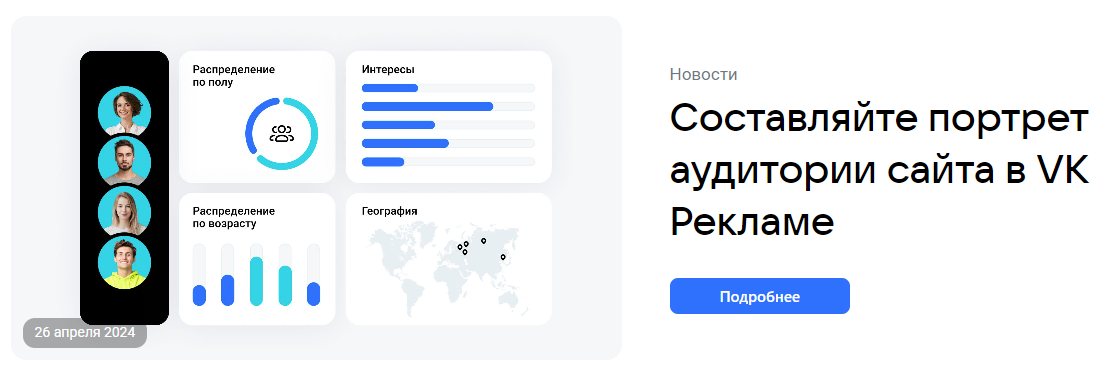 Распределение
по полу
Интересы
Распределение
по возрасту
География
26 апреля 2024
Новости
Составляйте портрет
аудитории сайта в VK
Рекламе
Подробнее